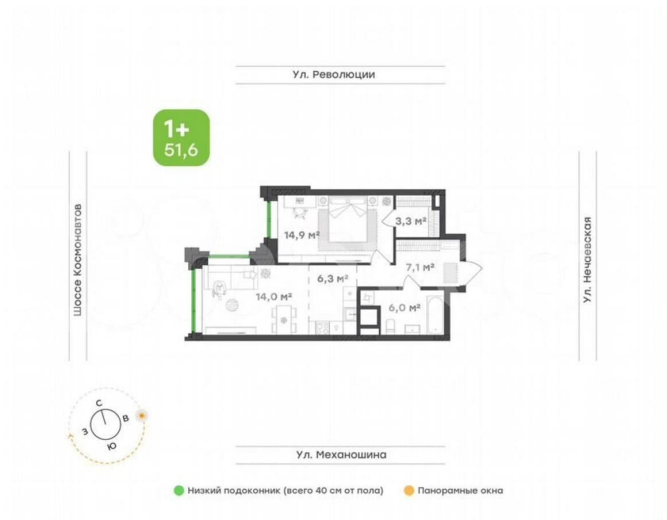 Ул. Революции
1+
51,6
Шоссе Космонавтов
Ул. Нечаевская
14,9 м²
3,3 м²
7,1 м²
6,3 м²
14,0 м²
6,0 м²
С
В
З
Ю
Ул. Механошина
Низкий подоконник (всего 40 см от пола)
Панорамные окна